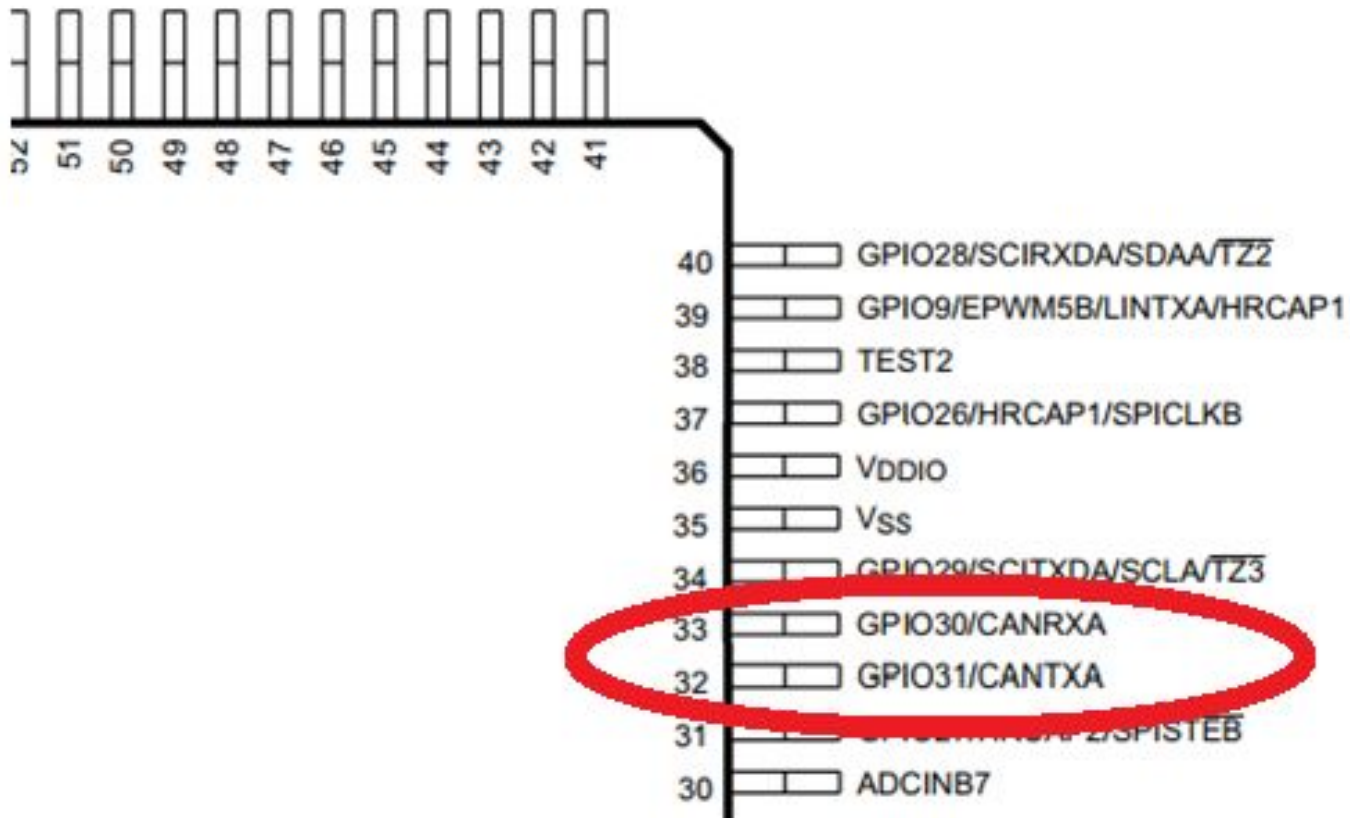 52 51 50 49 48 47 46 45 44 43 42 41
40 GPIO28/SCIRXDA/SDAA/TZ2
39 GPIO9/EPWM5B/LINTXA/HRCAP1
38 TEST2
37 GPIO26/HRCAP1/SPICLKB
36 VDDIO
35 VSS
34 GPIO29/SCITXDA/SCLA/TZ3
33 GPIO30/CANRXA
32 GPIO31/CANTXA
31
30 ADCINB7